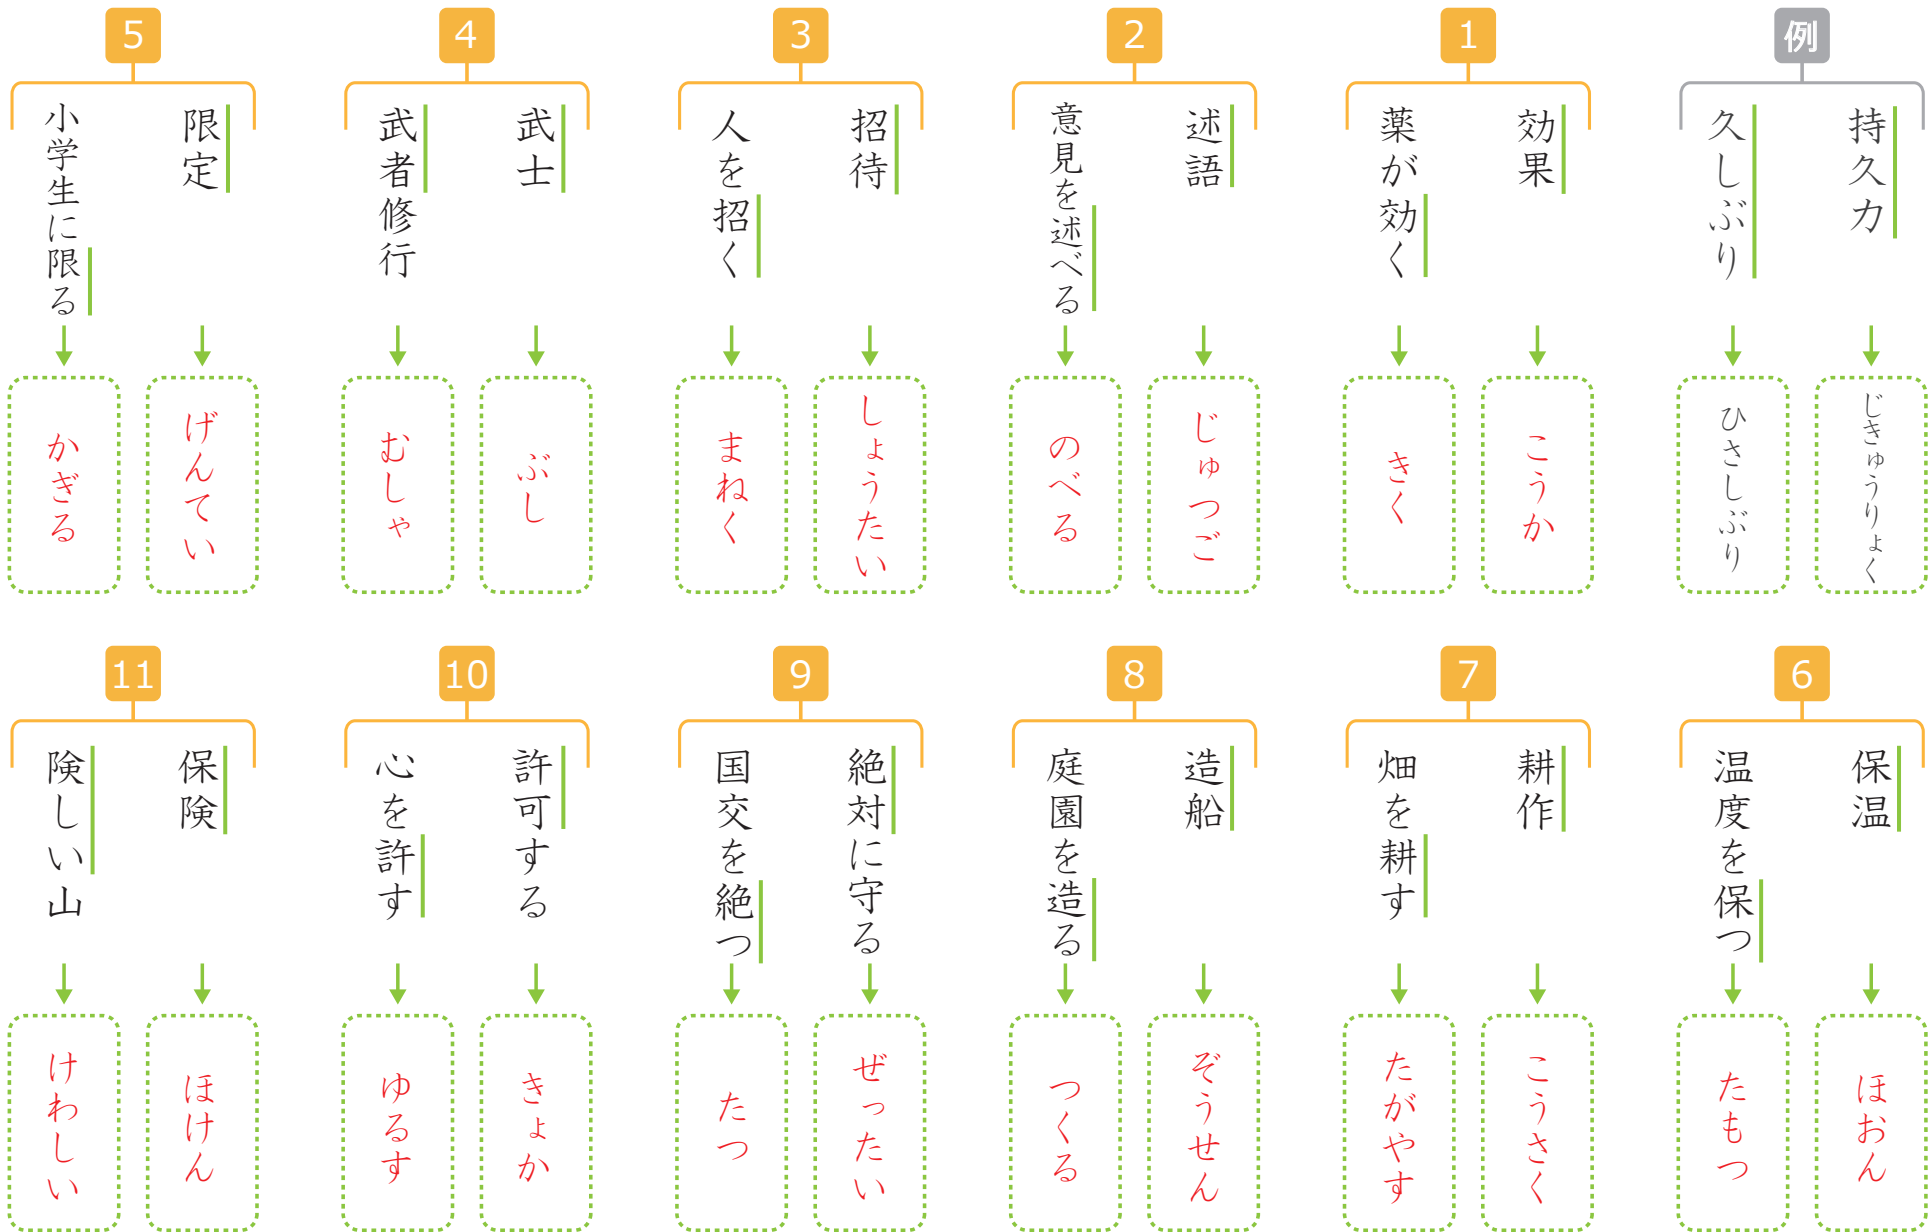 例
持久力
じきゅうりょく
久しぶり
ひさしぶり
1
効果
こうか
薬が効く
きく
2
述語
じゅつご
意見を述べる
のべる
3
招待
しょうたい
人を招く
まねく
4
武士
ぶし
武者修行
むしゃ
5
限定
げんてい
小学生に限る
かぎる
6
保温
ほおん
温度を保つ
たもつ
7
耕作
こうさく
畑を耕す
たがやす
8
造船
ぞうせん
庭園を造る
つくる
9
絶対に守る
ぜったい
国交を絶つ
たつ
10
許可する
きょか
心を許す
ゆるす
11
保険
ほけん
険しい山
けわしい